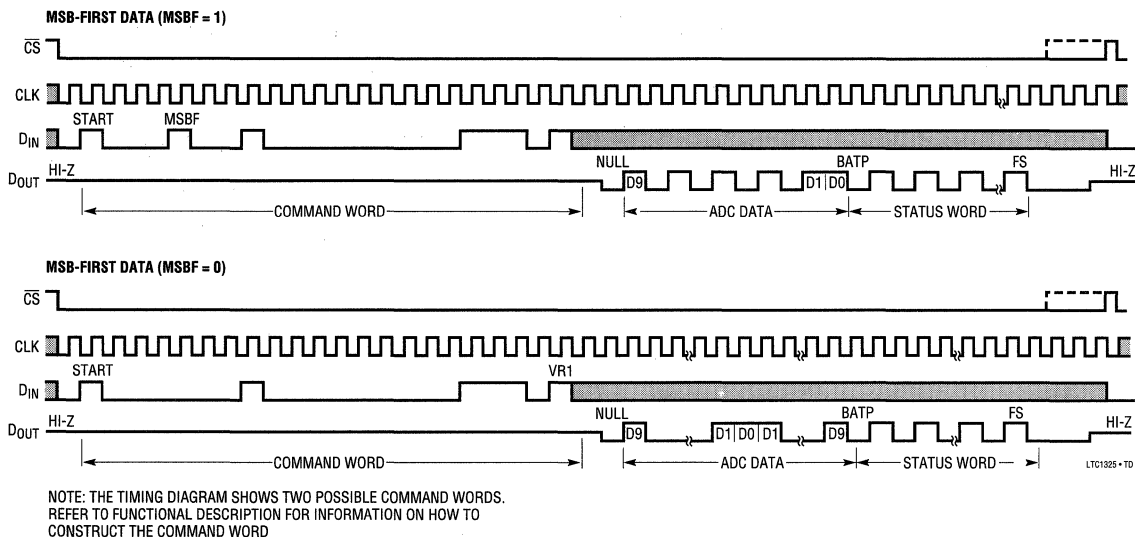 MSB-FIRST DATA (MSBF = 1)
CS
CLK
START MSBF
DIN
NULL BATP FS
HI-Z HI-Z
DOUT D9 D1 D0
COMMAND WORD ADC DATA STATUS WORD
MSB-FIRST DATA (MSBF = 0)
CS
CLK
START VR1
DIN
NULL BATP FS
HI-Z HI-Z
DOUT D9 D1 D0 D1 D9
COMMAND WORD ADC DATA STATUS WORD
LTC1325 • TD
NOTE: THE TIMING DIAGRAM SHOWS TWO POSSIBLE COMMAND WORDS.
REFER TO FUNCTIONAL DESCRIPTION FOR INFORMATION ON HOW TO
CONSTRUCT THE COMMAND WORD